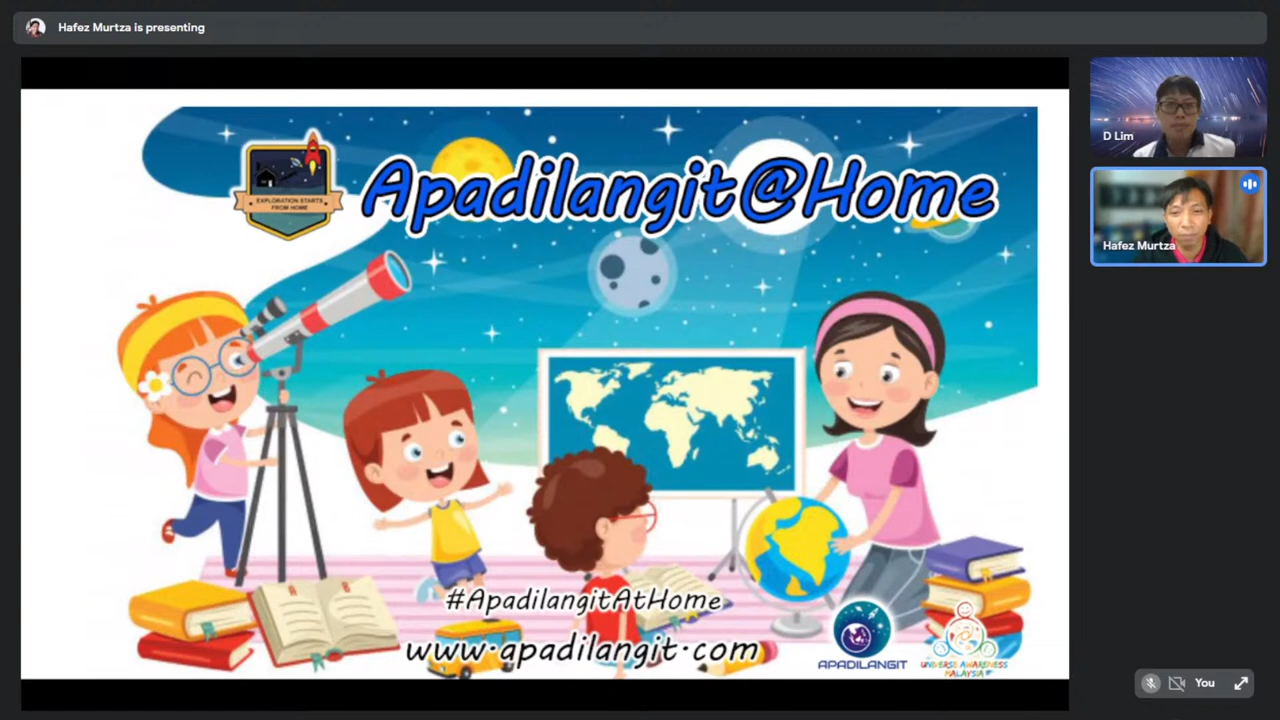 Hafez Murtza is presenting
D Lim
Hafez Murtza
Apadilangit@Home
EXPLORATION STARTS
FROM HOME
A
B
#ApadilangitAtHome
www.apadilangit.com
APADILANGIT
UNIVERSE AWARENESS
MALAYSIA
You